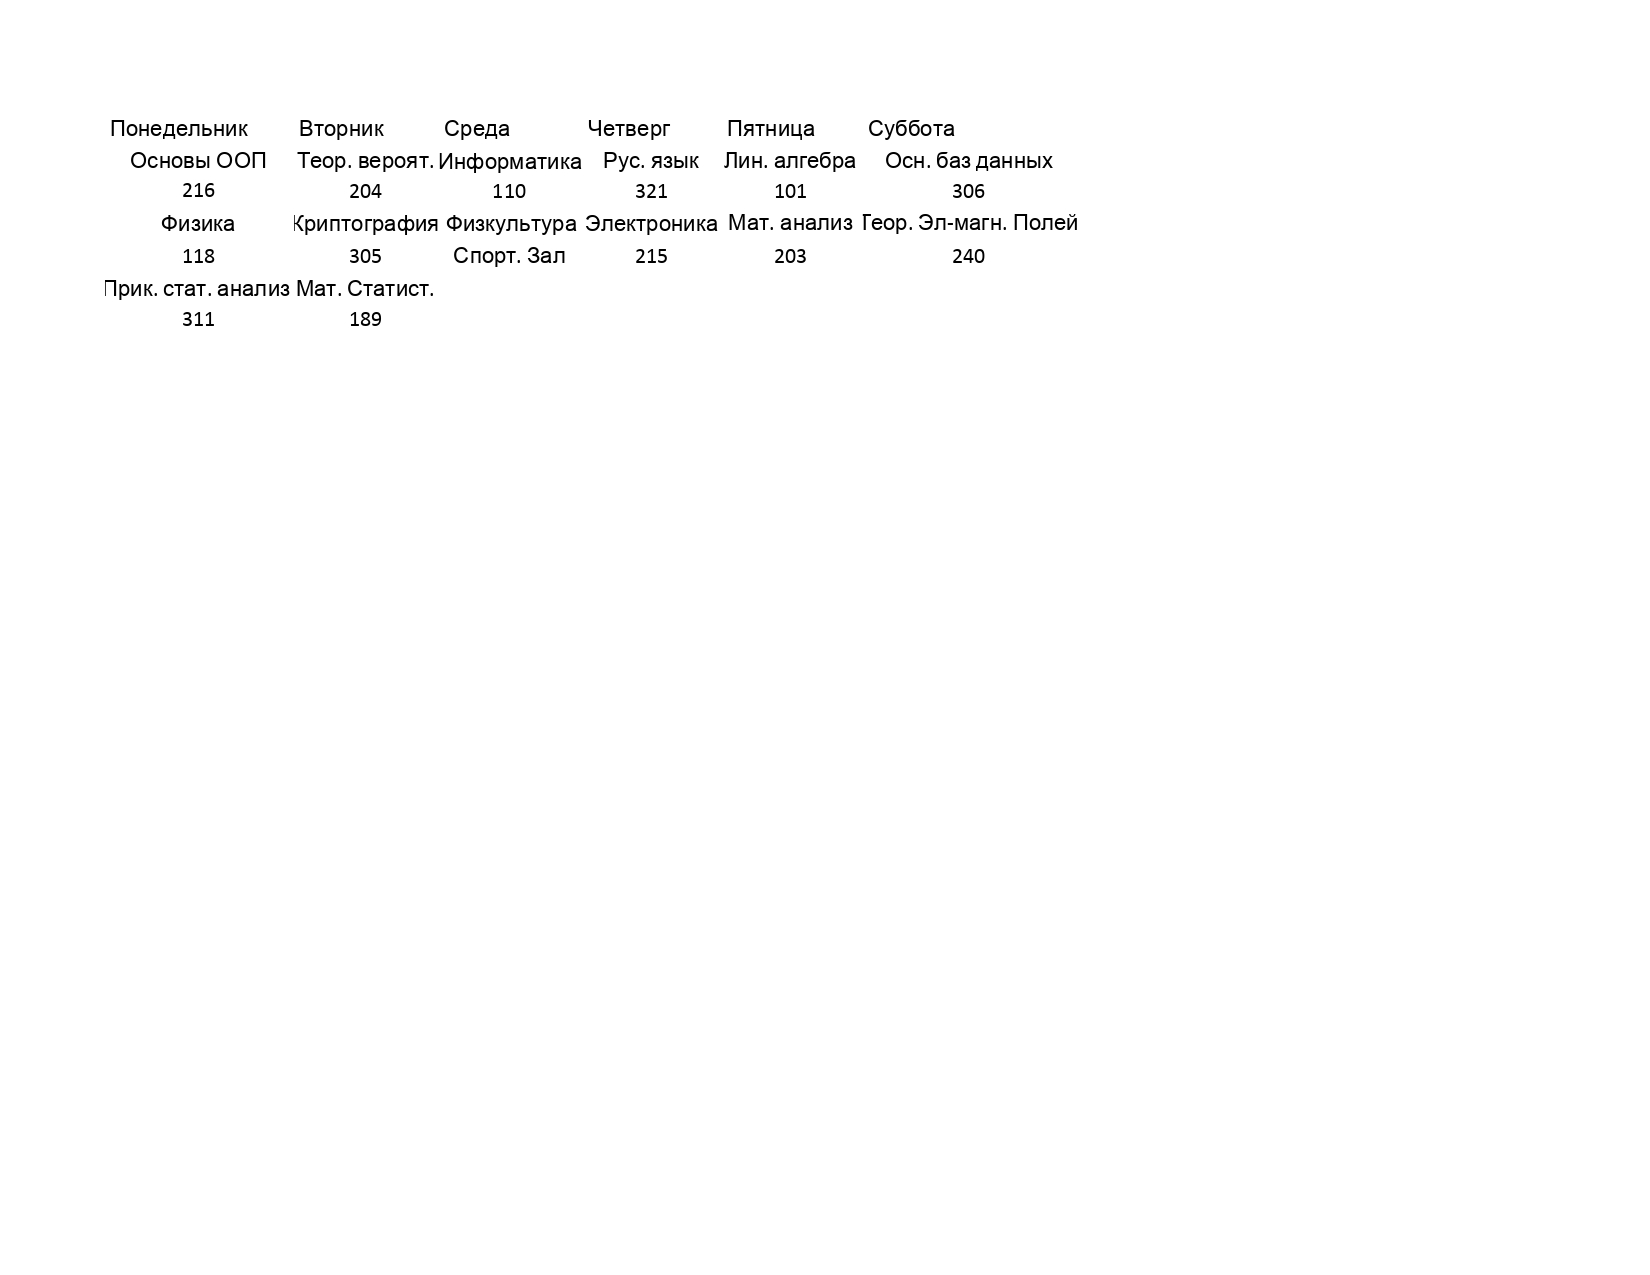 Понедельник Вторник Среда Четверг Пятница Суббота
Основы ООП Теор. вероят. Информатика Рус. язык Лин. алгебра Осн. баз данных
216 204 110 321 101 306
Физика Криптография Физкультура Электроника Мат. анализ Теор. Эл-магн. Полей
118 305 Спорт. Зал 215 203 240
Прик. стат. анализ Мат. Статист.
311 189